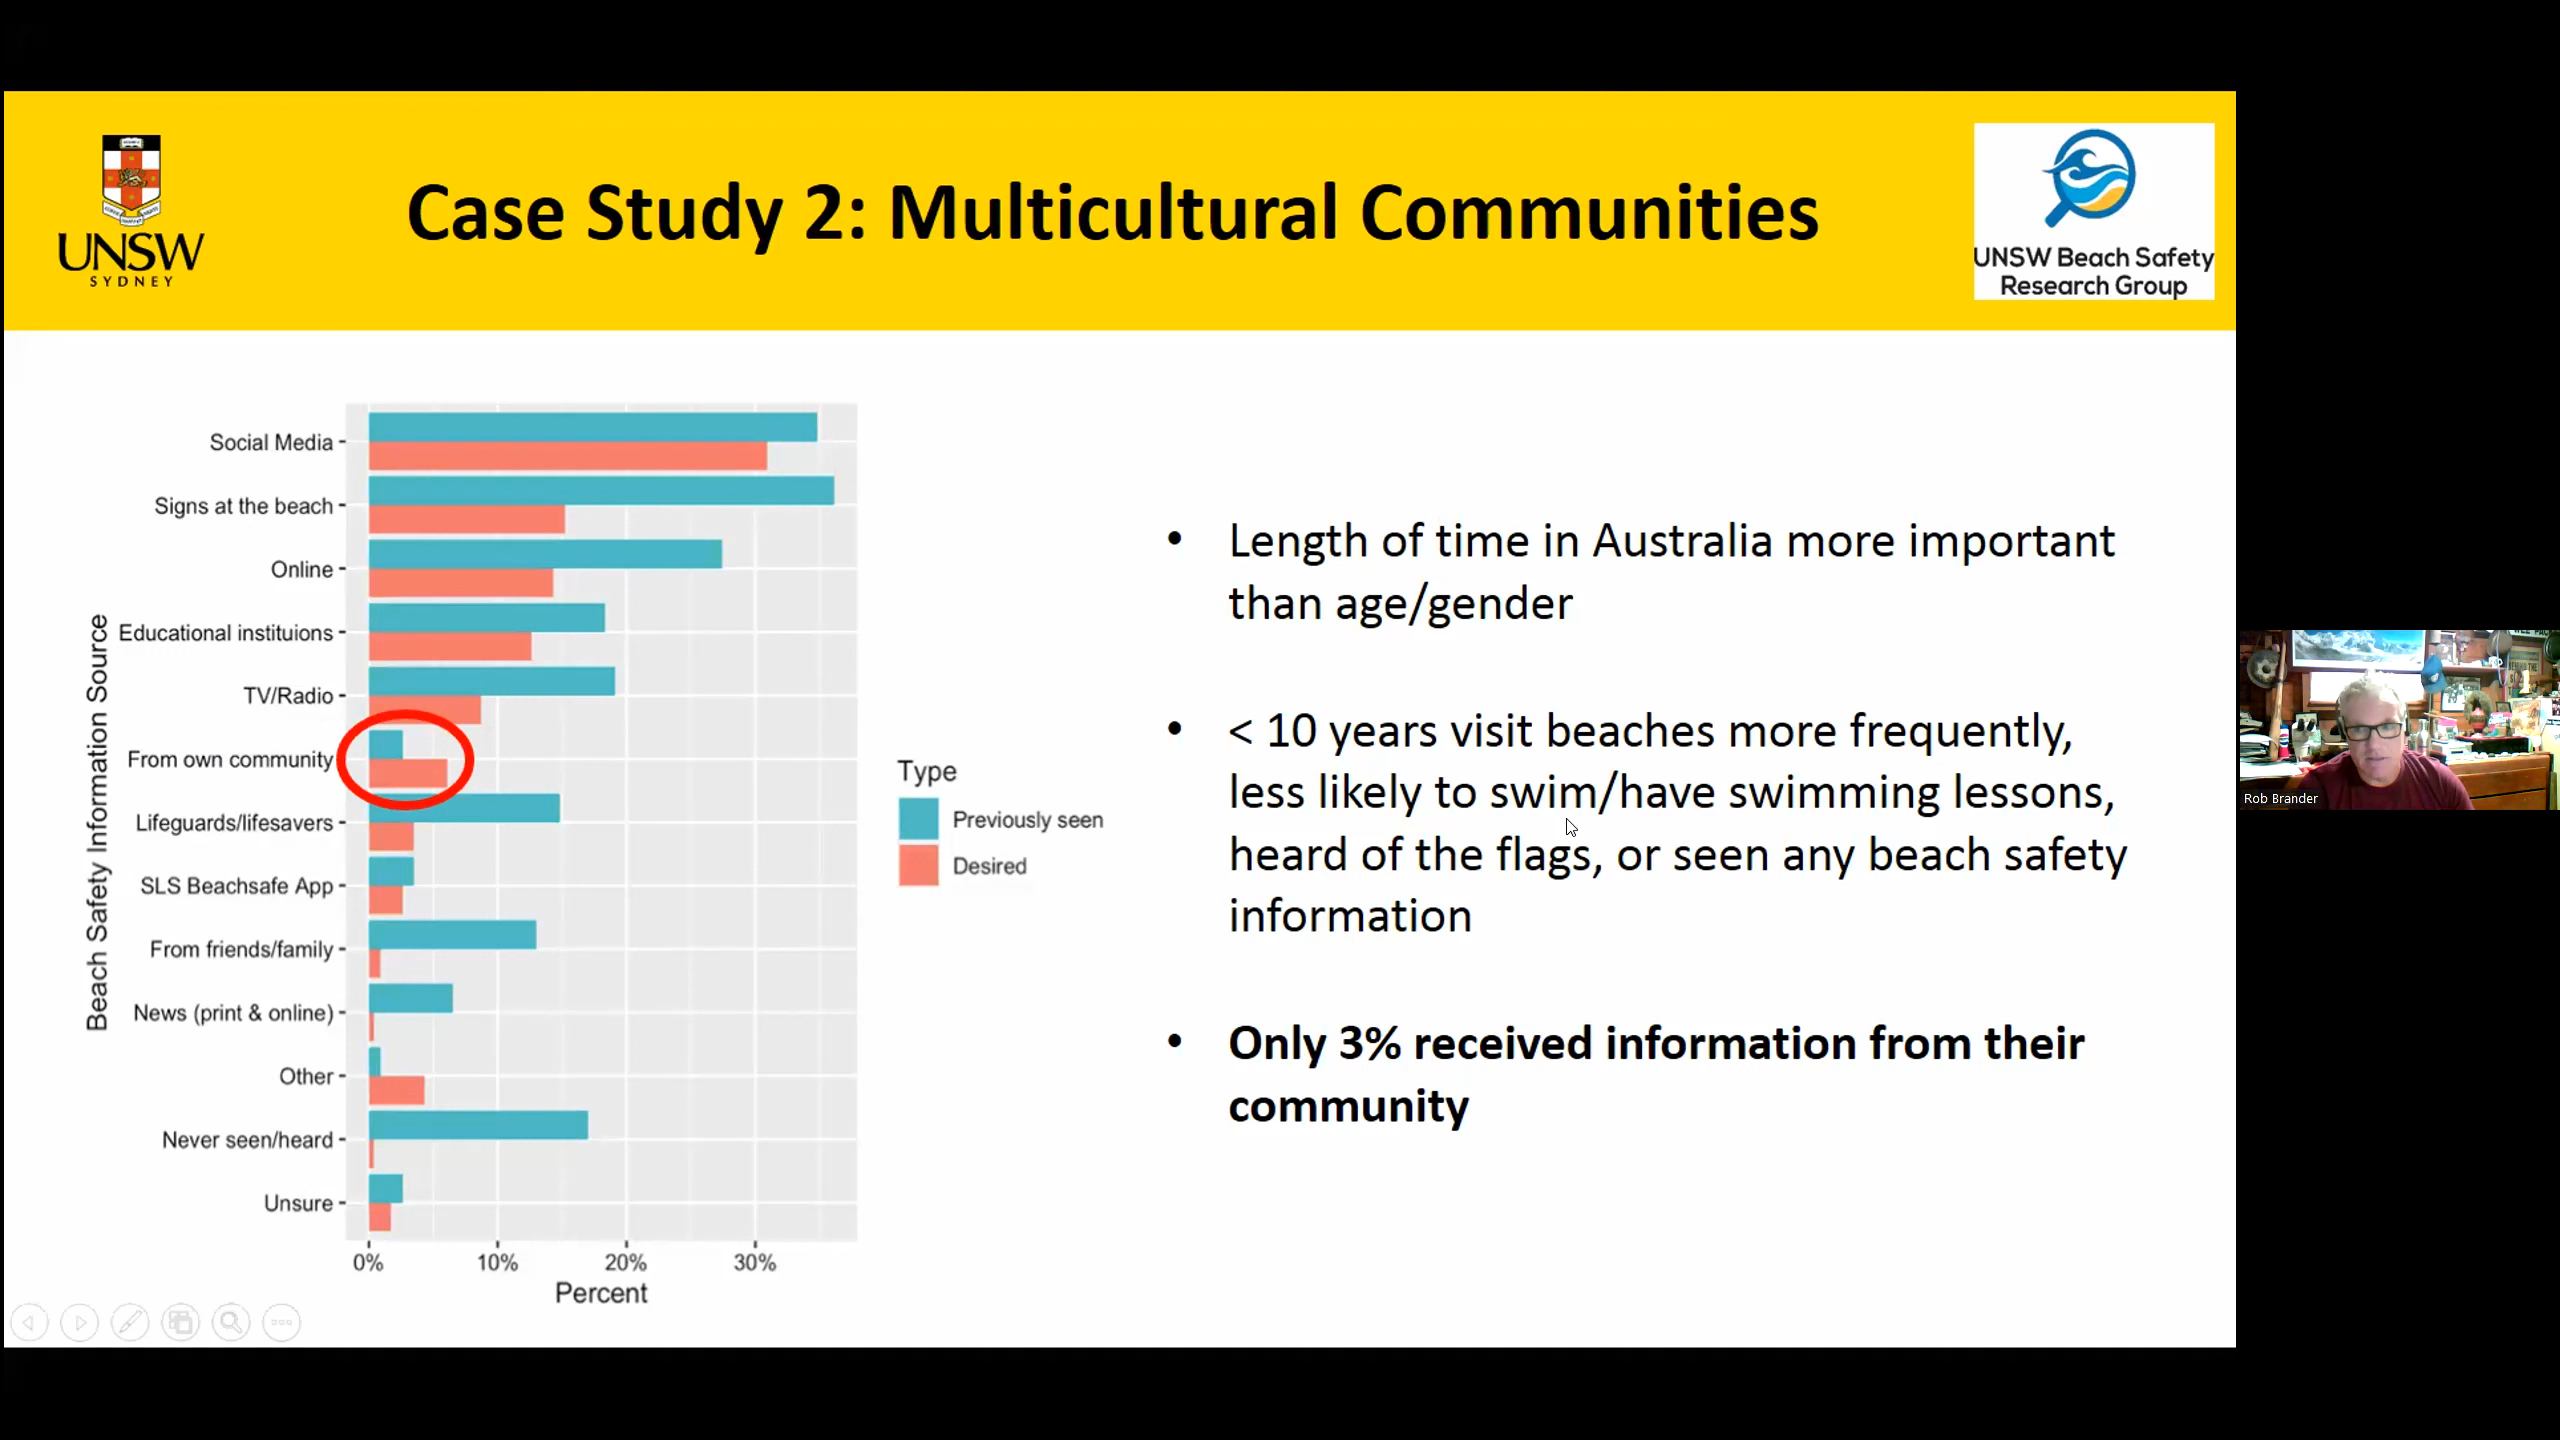 UNSW
SYDNEY
Case Study 2: Multicultural Communities
UNSW Beach Safety
Research Group
Beach Safety Information Source
Social Media
Signs at the beach
Online
Educational instituions
TV/Radio
From own community
Lifeguards/lifesavers
SLS Beachsafe App
From friends/family
News (print & online)
Other
Never seen/heard
Unsure
0% 10% 20% 30%
Percent
Type
Previously seen
Desired
• Length of time in Australia more important
than age/gender
• < 10 years visit beaches more frequently,
less likely to swim/have swimming lessons,
heard of the flags, or seen any beach safety
information
• Only 3% received information from their
community
Rob Brander